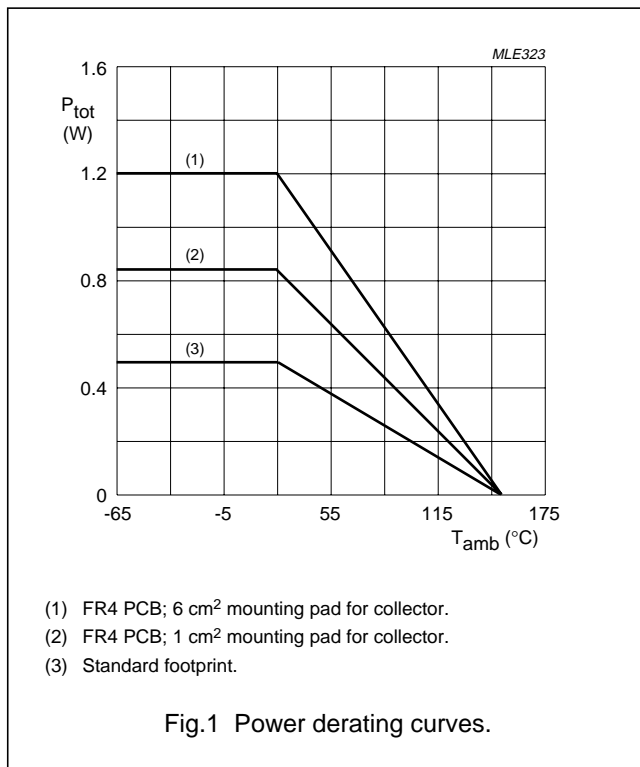 MLE323
1.6
P_tot
(W)
(1)
1.2
(2)
0.8
(3)
0.4
0
-65 -5 55 115 175
T_amb (°C)
(1) FR4 PCB; 6 cm² mounting pad for collector.
(2) FR4 PCB; 1 cm² mounting pad for collector.
(3) Standard footprint.
Fig.1 Power derating curves.